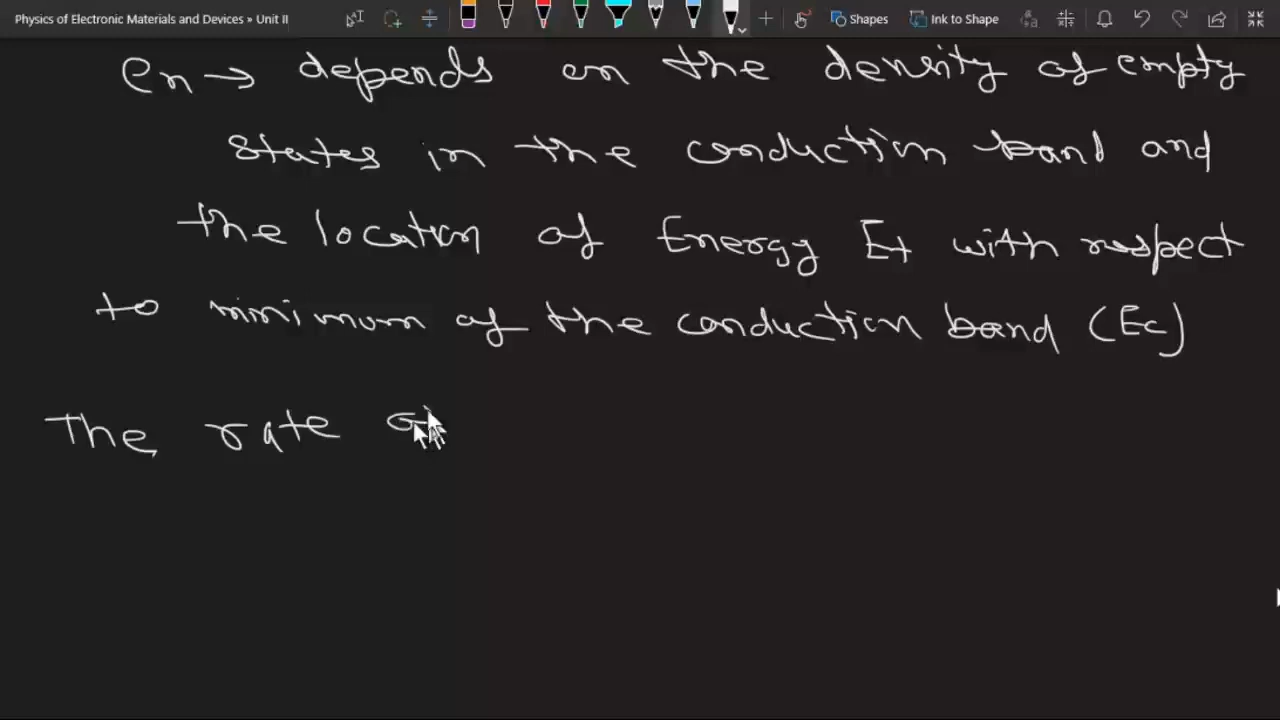 Physics of Electronic Materials and Devices » Unit II
Shapes
Ink to Shape
en → depends on the density of empty
states in the conduction band and
the location of Energy Et with respect
to minimum of the conduction band (Ec)
The rate